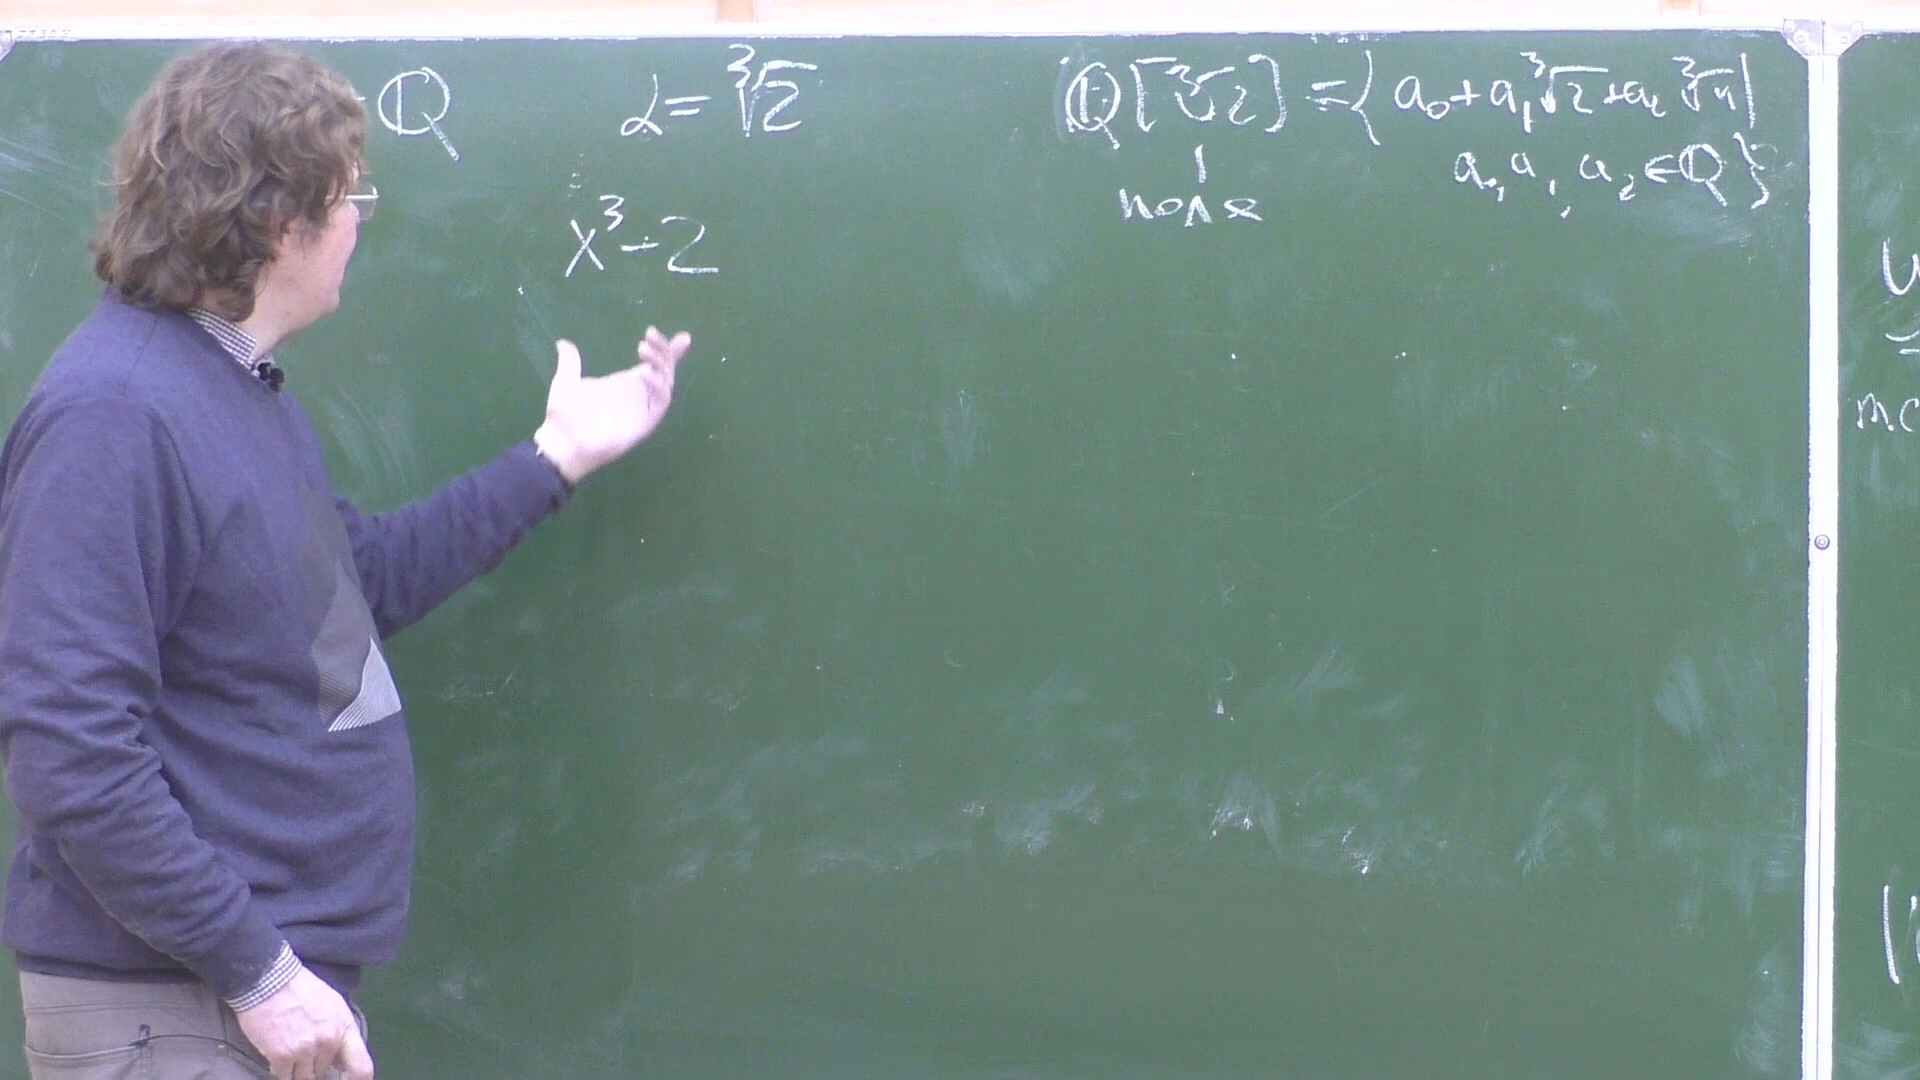 ℚ α = ∛2 ℚ[∛2] = { a₀ + a₁∛2 + a₂∛4 |
a₀, a₁, a₂ ∈ ℚ }
поле
x³ - 2